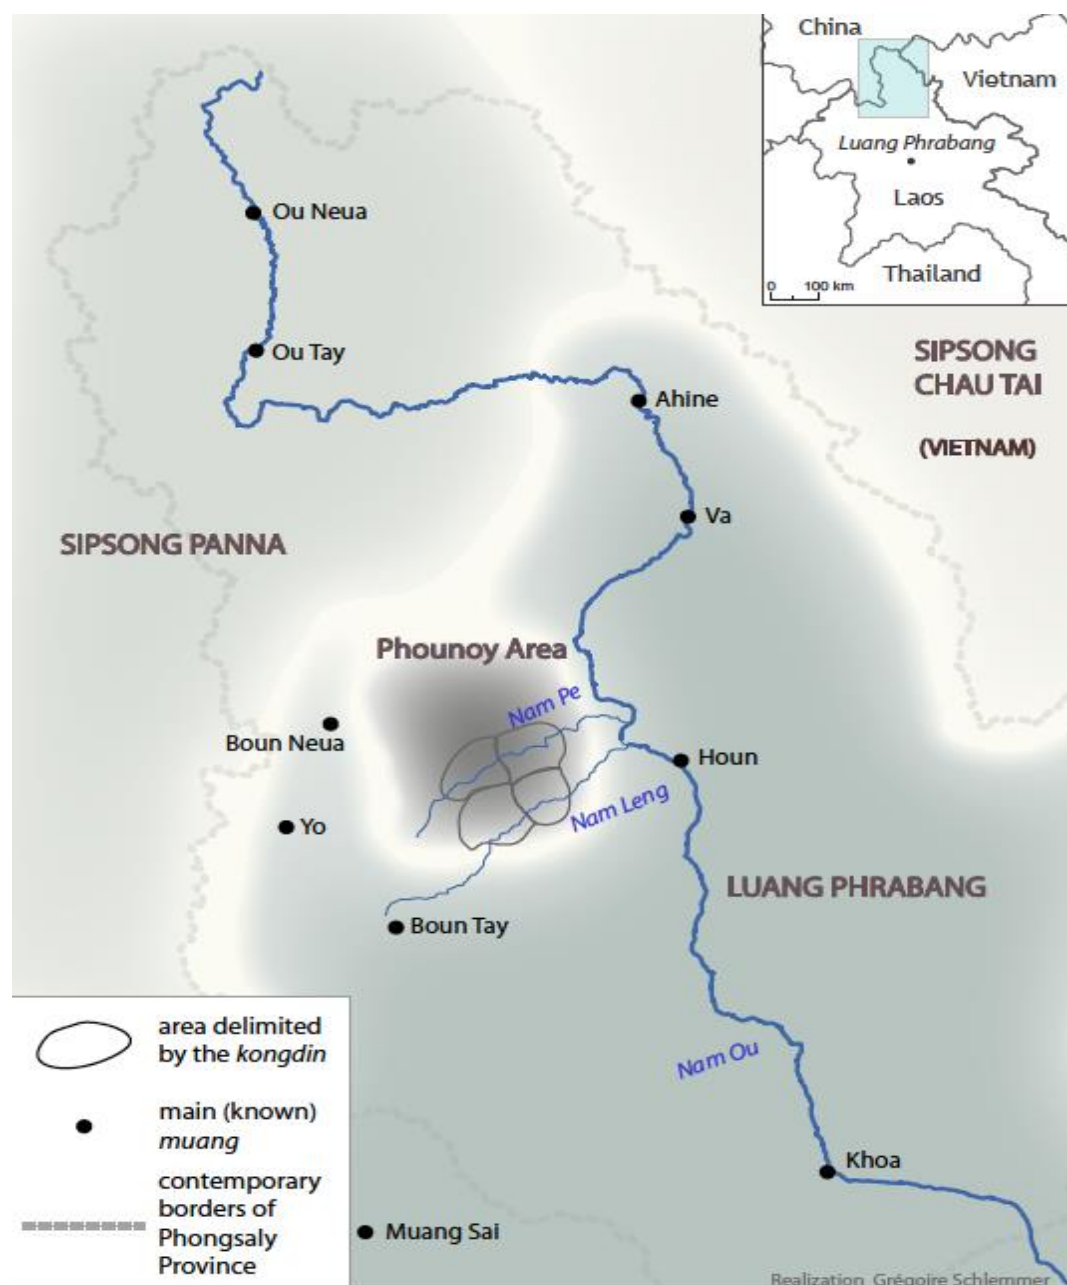 China
Vietnam
Luang Phrabang
Laos
Thailand
0 100 km
Ou Neua
Ou Tay
SIPSONG
CHAU TAI
(VIETNAM)
Ahine
Va
SIPSONG PANNA
Phounoy Area
Nam Pe
Boun Neua
Houn
Nam Leng
Yo
LUANG PHRABANG
Boun Tay
Nam Ou
Khoa
Muang Sai
area delimited
by the kongdin
main (known)
muang
contemporary
borders of
Phongsaly
Province
Realization Grégoire Schlemmer